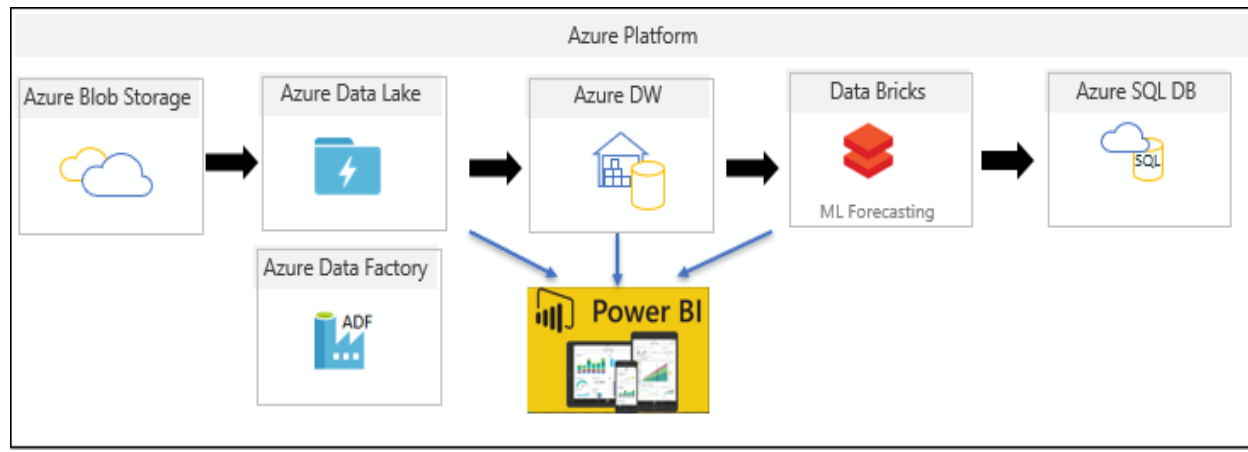 Azure Platform
Azure Blob Storage
Azure Data Lake
Azure DW
Data Bricks
Azure SQL DB
SQL
ML Forecasting
Azure Data Factory
ADF
Power BI